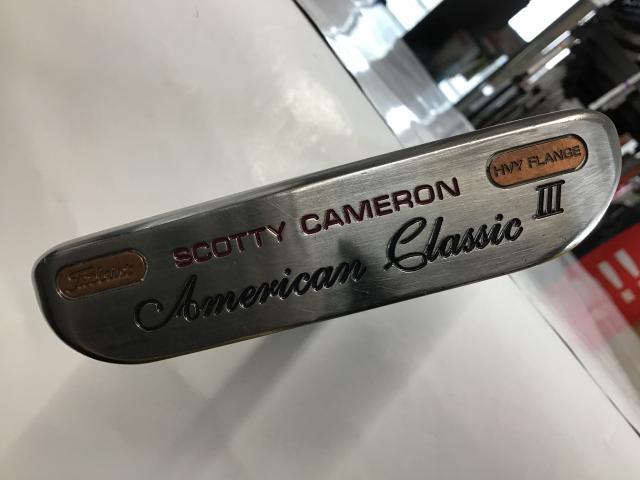 HVY FLANGE
SCOTTY CAMERON
American Classic III
Titleist
!!